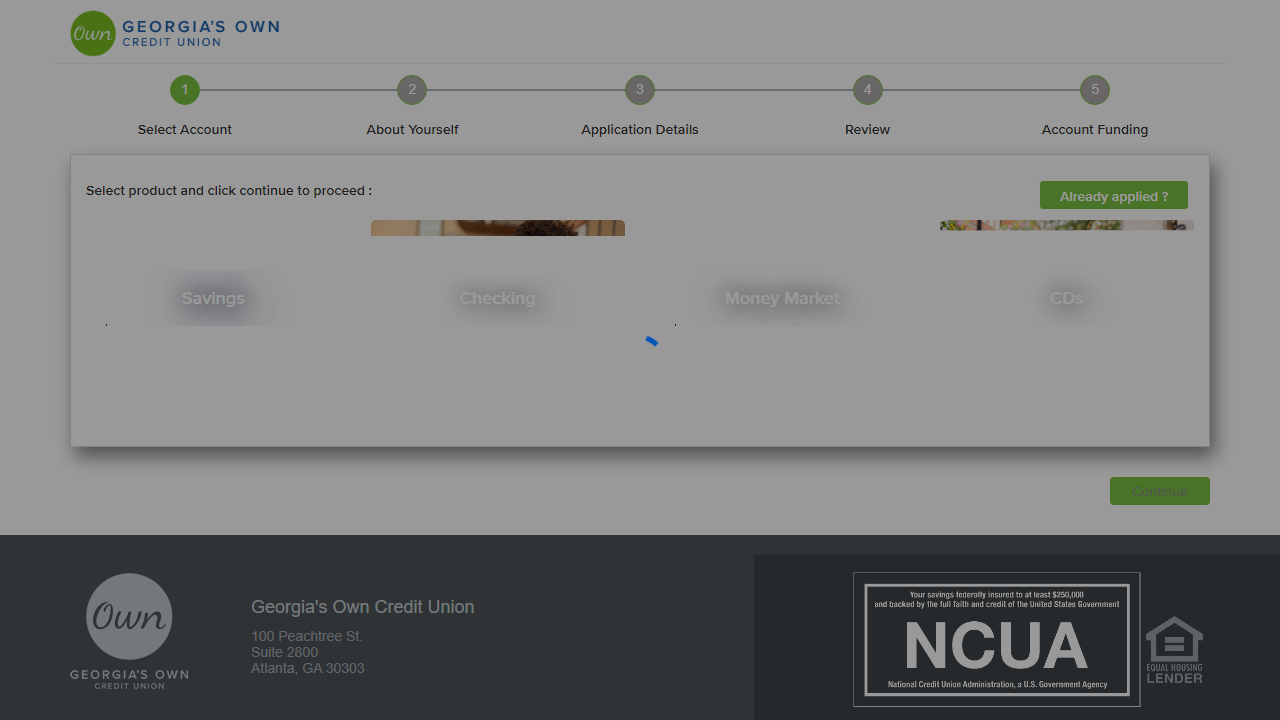 Own
GEORGIA'S OWN
CREDIT UNION
1
2
3
4
5
Select Account
About Yourself
Application Details
Review
Account Funding
Select product and click continue to proceed :
Already applied ?
Savings
Checking
Money Market
CDs
Continue
Own
GEORGIA'S OWN
CREDIT UNION
Georgia's Own Credit Union
100 Peachtree St.
Suite 2800
Atlanta, GA 30303
Your savings federally insured to at least $250,000
and backed by the full faith and credit of the United States Government
NCUA
National Credit Union Administration, a U.S. Government Agency
EQUAL HOUSING
LENDER